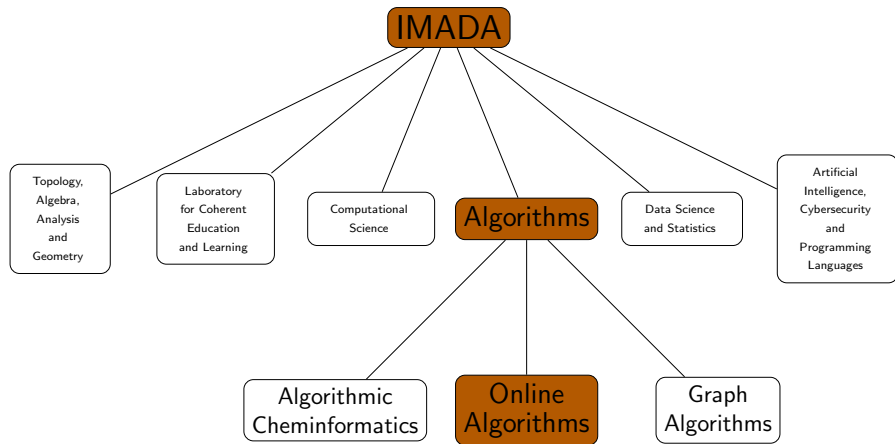 IMADA
Topology,
Algebra,
Analysis
and
Geometry
Laboratory
for Coherent
Education
and Learning
Computational
Science
Algorithms
Data Science
and Statistics
Artificial
Intelligence,
Cybersecurity
and
Programming
Languages
Algorithmic
Cheminformatics
Online
Algorithms
Graph
Algorithms